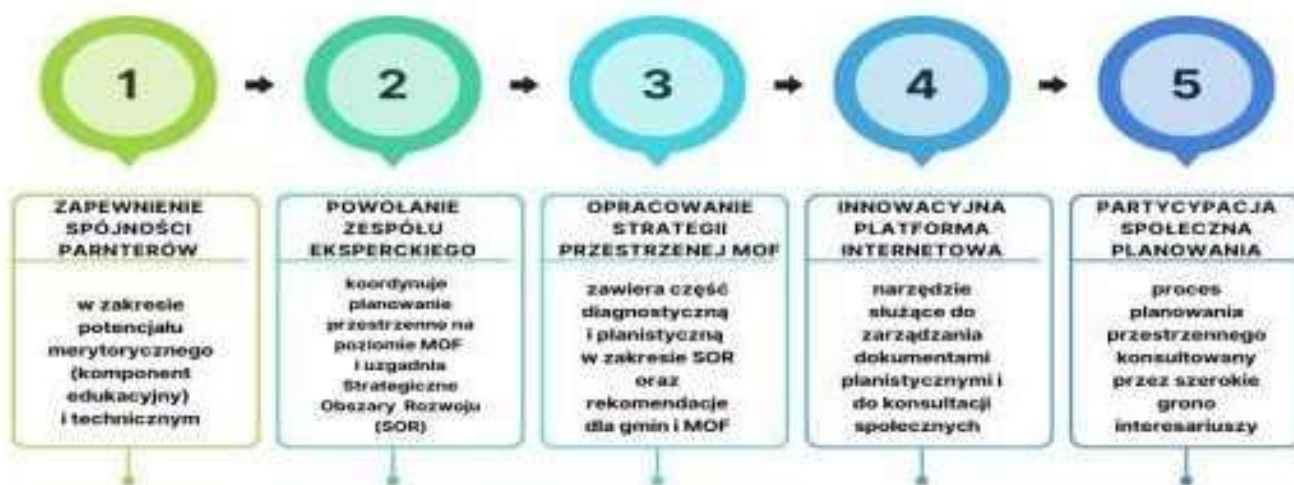 1
2
3
4
5
ZAPEWNIENIE
SPÓJNOŚCI
PARNTERÓW
w zakresie
potencjału
merytorycznego
(komponent
edukacyjny)
i technicznym
POWOŁANIE
ZESPÓŁU
EKSPERCKIEGO
koordynuje
planowanie
przestrzenne na
poziomie MOF
i uzgadnia
Strategiczne
Obszary Rozwoju
(SOR)
OPRACOWANIE
STRATEGII
PRZESTRZENEJ MOF
zawiera część
diagnostyczną
i planistyczną
w zakresie SOR
oraz
rekomendacje
dla gmin i MOF
INNOWACYJNA
PLATFORMA
INTERNETOWA
narzędzie
służące do
zarządzania
dokumentami
planistycznymi i
do konsultacji
społecznych
PARTYCYPACJA
SPOŁECZNA
PLANOWANIA
proces
planowania
przestrzennego
konsultowany
przez szerokie
grono
interesariuszy